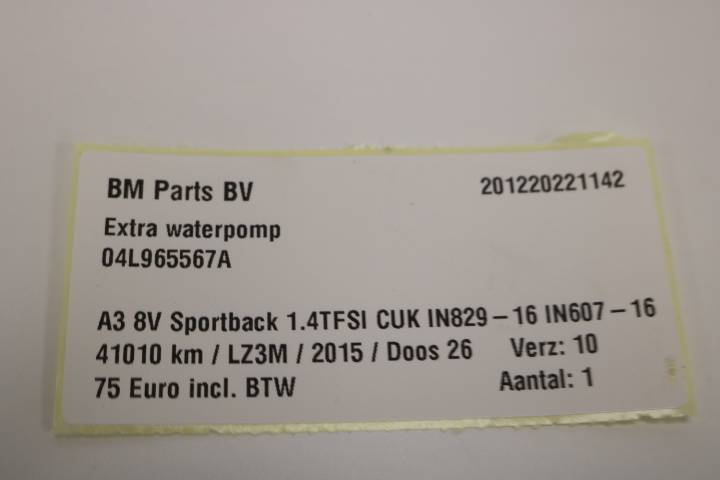 BM Parts BV 201220221142
Extra waterpomp
04L965567A
A3 8V Sportback 1.4TFSI CUK IN829-16 IN607-16
41010 km / LZ3M / 2015 / Doos 26 Verz: 10
75 Euro incl. BTW Aantal: 1